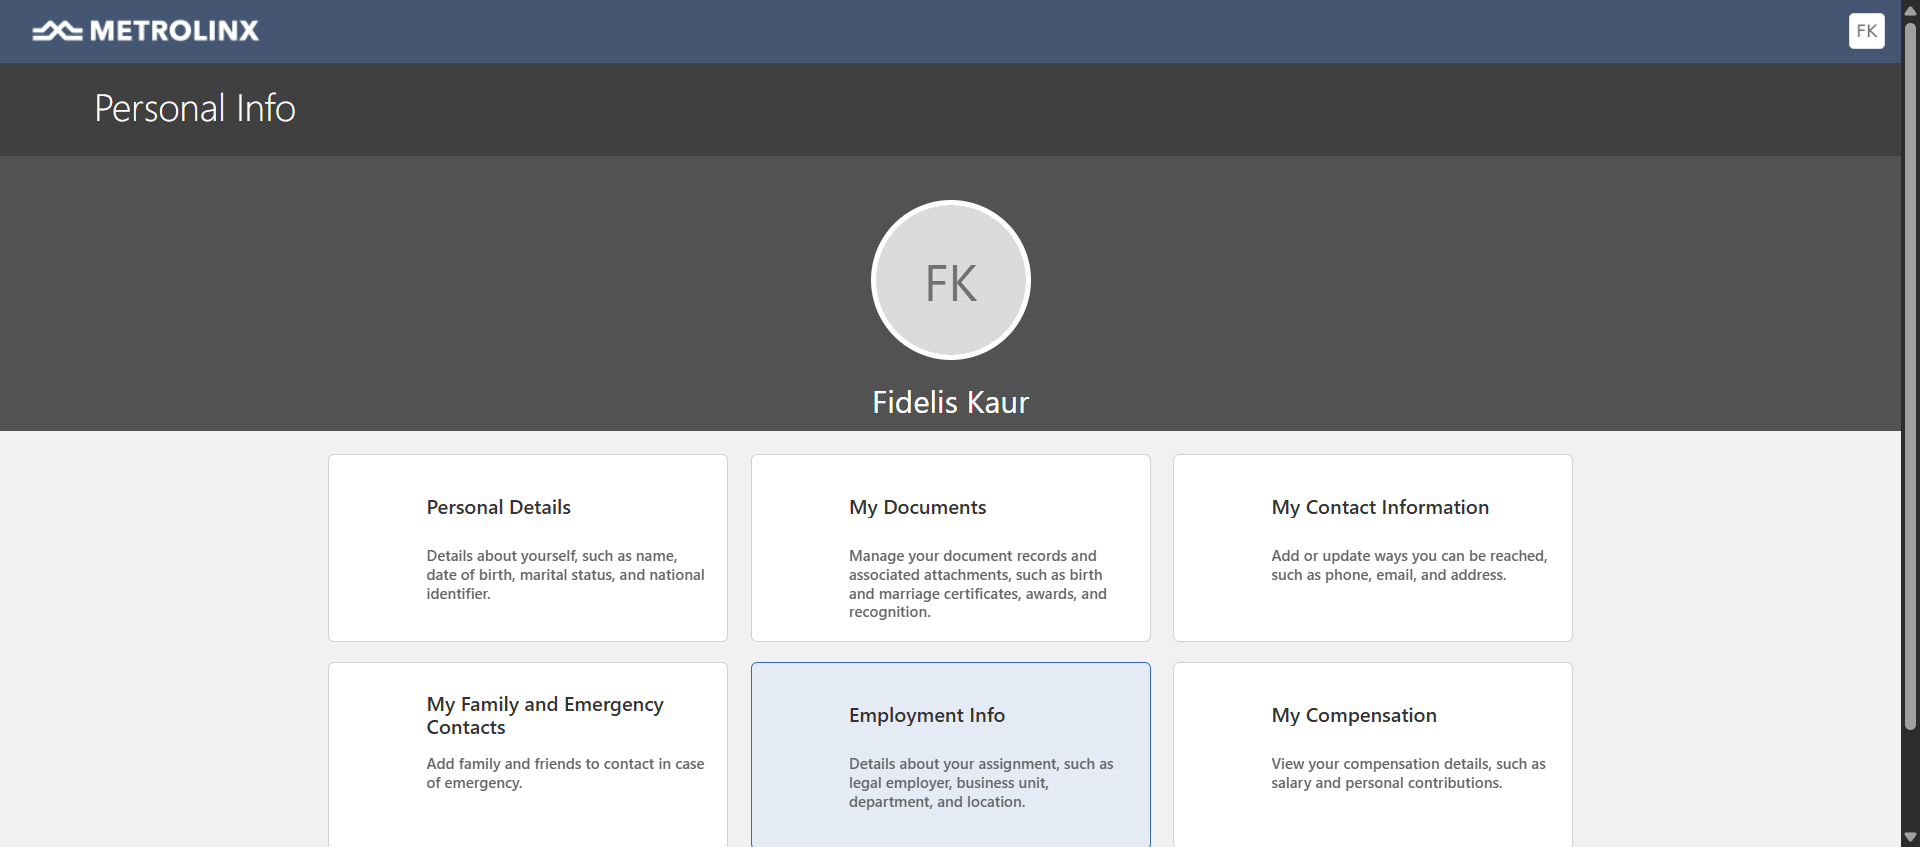 METROLINX
FK
Personal Info
FK
Fidelis Kaur
Personal Details
Details about yourself, such as name,
date of birth, marital status, and national
identifier.
My Documents
Manage your document records and
associated attachments, such as birth
and marriage certificates, awards, and
recognition.
My Contact Information
Add or update ways you can be reached,
such as phone, email, and address.
My Family and Emergency
Contacts
Add family and friends to contact in case
of emergency.
Employment Info
Details about your assignment, such as
legal employer, business unit,
department, and location.
My Compensation
View your compensation details, such as
salary and personal contributions.